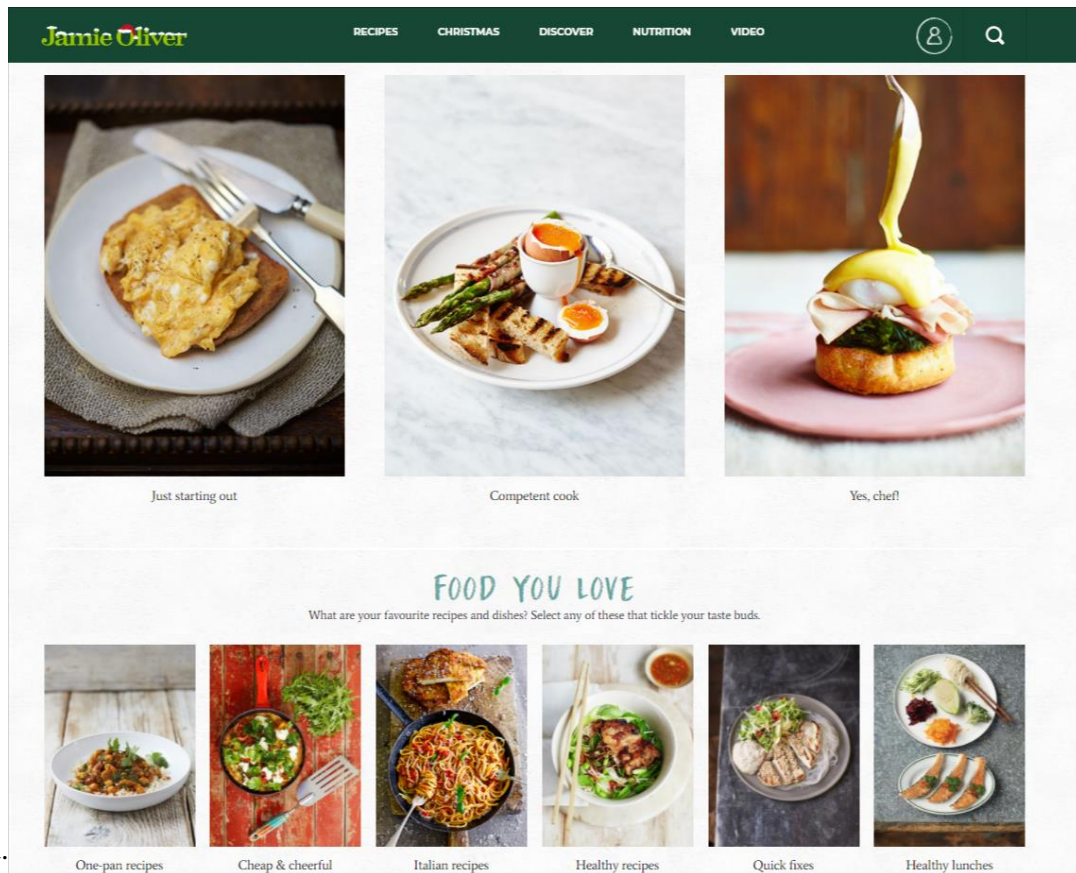 Jamie Oliver
RECIPES CHRISTMAS DISCOVER NUTRITION VIDEO
Just starting out
Competent cook
Yes, chef!
FOOD YOU LOVE
What are your favourite recipes and dishes? Select any of these that tickle your taste buds.
One-pan recipes
Cheap & cheerful
Italian recipes
Healthy recipes
Quick fixes
Healthy lunches